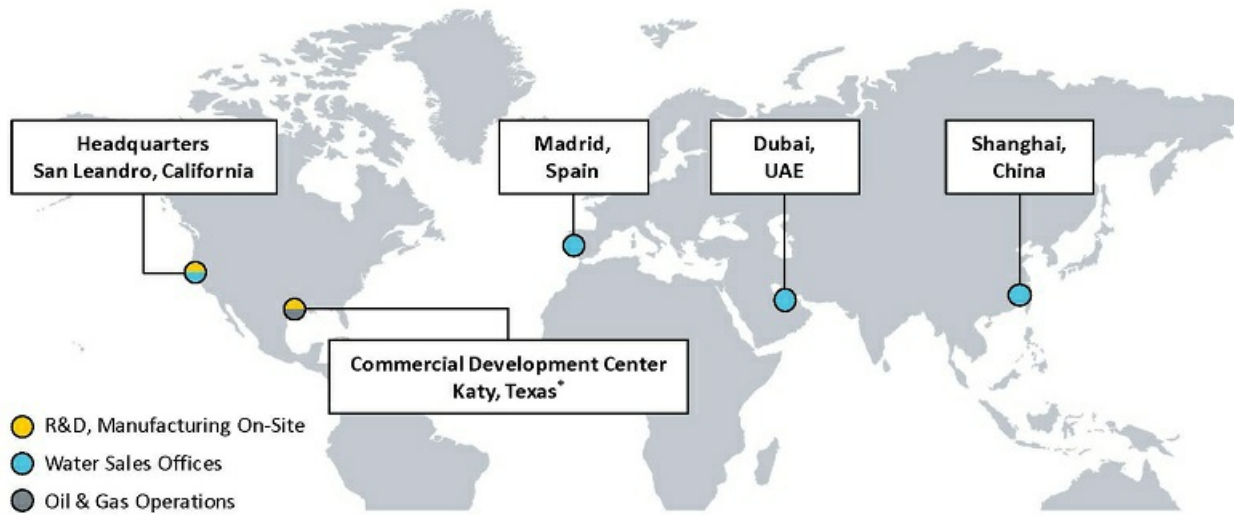 Headquarters
San Leandro, California
Madrid,
Spain
Dubai,
UAE
Shanghai,
China
Commercial Development Center
Katy, Texas*
R&D, Manufacturing On-Site
Water Sales Offices
Oil & Gas Operations